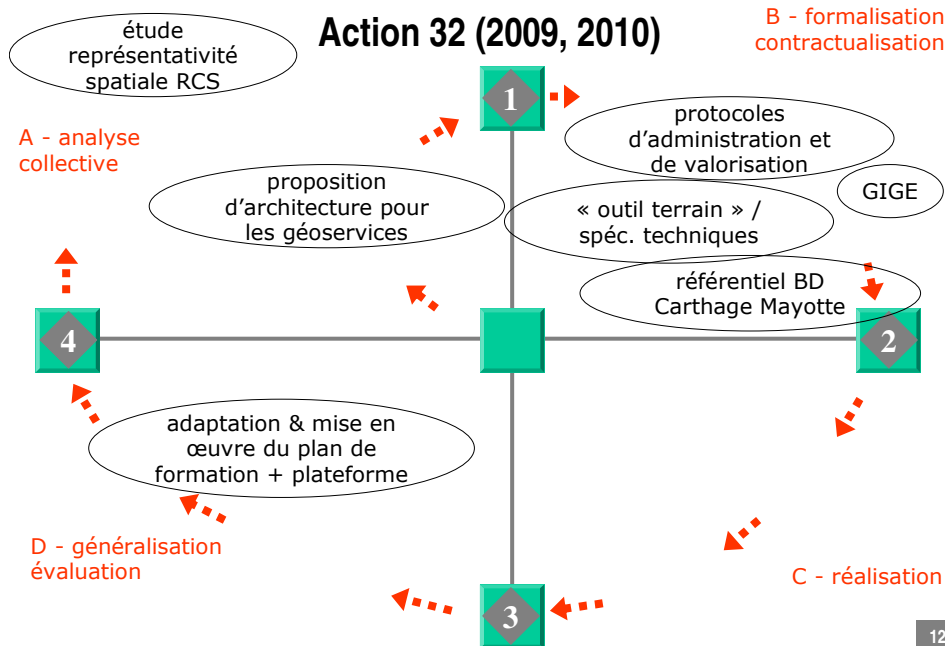 Action 32 (2009, 2010)
étude
représentativité
spatiale RCS
B - formalisation
contractualisation
1
A - analyse
collective
protocoles
d'administration et
de valorisation
GIGE
proposition
d'architecture pour
les géoservices
« outil terrain » /
spéc. techniques
référentiel BD
Carthage Mayotte
4
2
adaptation & mise en
œuvre du plan de
formation + plateforme
D - généralisation
évaluation
C - réalisation
3
12